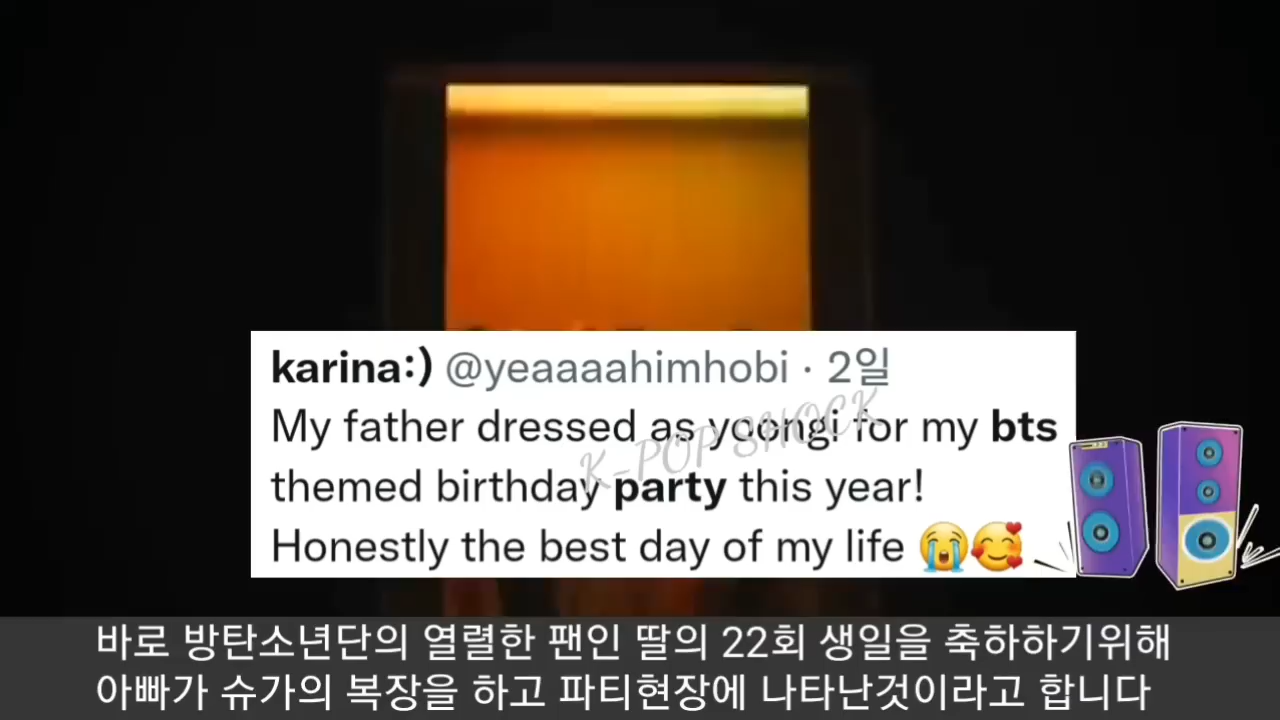 karina:) @yeaaaahimhobi · 2일
My father dressed as yoongi for my bts
themed birthday party this year!
Honestly the best day of my life 😭🥰
K-POP SHOCK
바로 방탄소년단의 열렬한 팬인 딸의 22회 생일을 축하하기위해
아빠가 슈가의 복장을 하고 파티현장에 나타난것이라고 합니다